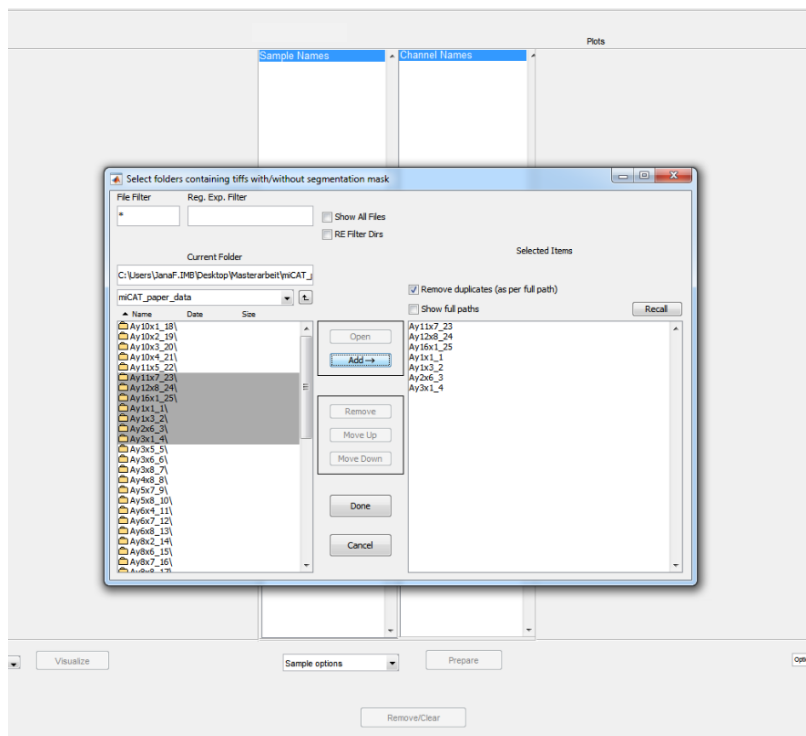 Plots
Sample Names
Channel Names
Select folders containing tiffs with/without segmentation mask
File Filter
Reg. Exp. Filter
*
Show All Files
RE Filter Dirs
Selected Items
Current Folder
C:\Users\JanaF.IMB\Desktop\Masterarbeit\miCAT_
Remove duplicates (as per full path)
miCAT_paper_data
Show full paths
Recall
Name Date Size
Ay10x1_18\
Ay10x2_19\
Ay10x3_20\
Ay10x4_21\
Ay11x5_22\
Ay11x7_23\
Ay12x8_24\
Ay16x1_25\
Ay1x1_1\
Ay1x3_2\
Ay2x6_3\
Ay3x1_4\
Ay3x5_5\
Ay3x6_6\
Ay3x8_7\
Ay4x8_8\
Ay5x7_9\
Ay5x8_10\
Ay6x4_11\
Ay6x7_12\
Ay6x8_13\
Ay8x2_14\
Ay8x6_15\
Ay8x7_16\
Open
Add→
Remove
Move Up
Move Down
Done
Cancel
Ay11x7_23
Ay12x8_24
Ay16x1_25
Ay1x1_1
Ay1x3_2
Ay2x6_3
Ay3x1_4
Visualize
Sample options
Prepare
Opti
Remove/Clear